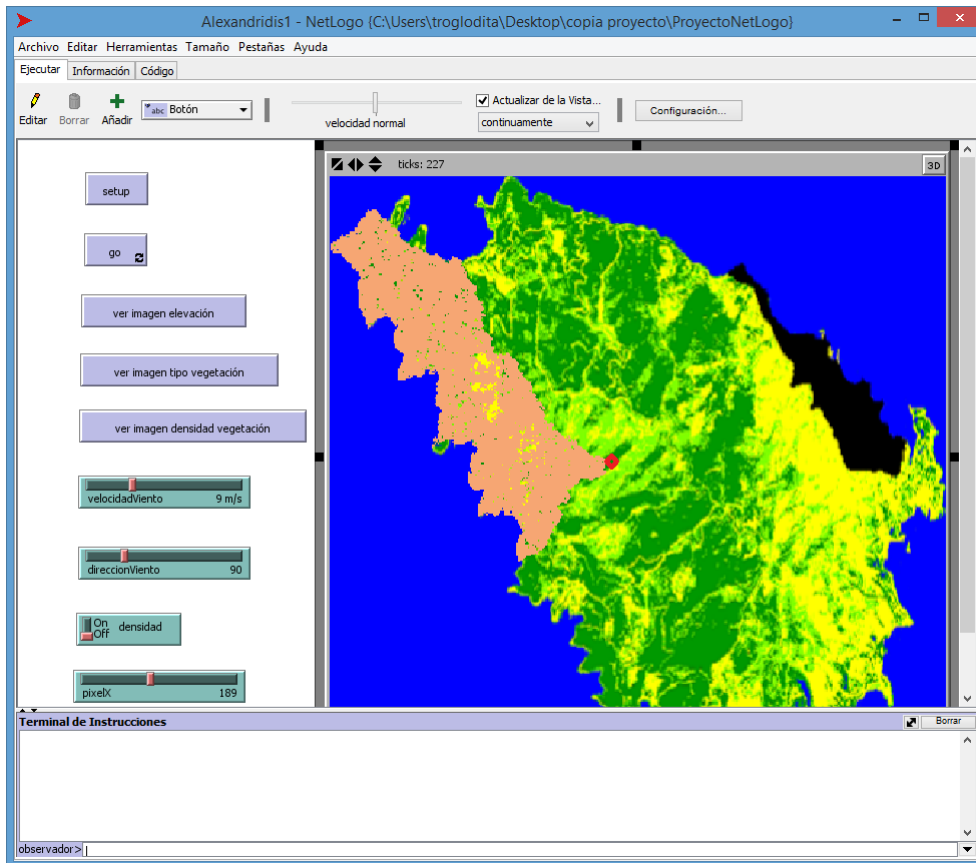 Alexandridis1 - NetLogo {C:\Users\troglodita\Desktop\copia proyecto\ProyectoNetLogo}
Archivo Editar Herramientas Tamaño Pestañas Ayuda
Ejecutar Información Código
Editar Borrar Añadir abc Botón velocidad normal Actualizar de la Vista... continuamente Configuración...
ticks: 227 3D
setup
go
ver imagen elevación
ver imagen tipo vegetación
ver imagen densidad vegetación
velocidadViento 9 m/s
direccionViento 90
On Off densidad
pixelX 189
Terminal de Instrucciones Borrar
observador>